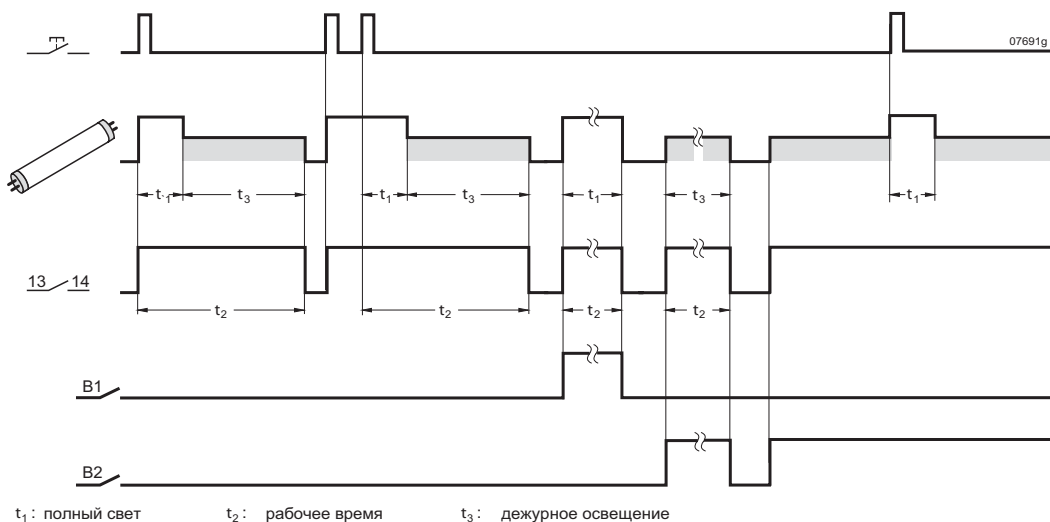 07691g
t₁ t₃ t₁ t₃ t₁ t₃ t₁
13 14
t₂ t₂ t₂ t₂
B1
B2
t₁ : полный свет t₂ : рабочее время t₃ : дежурное освещение